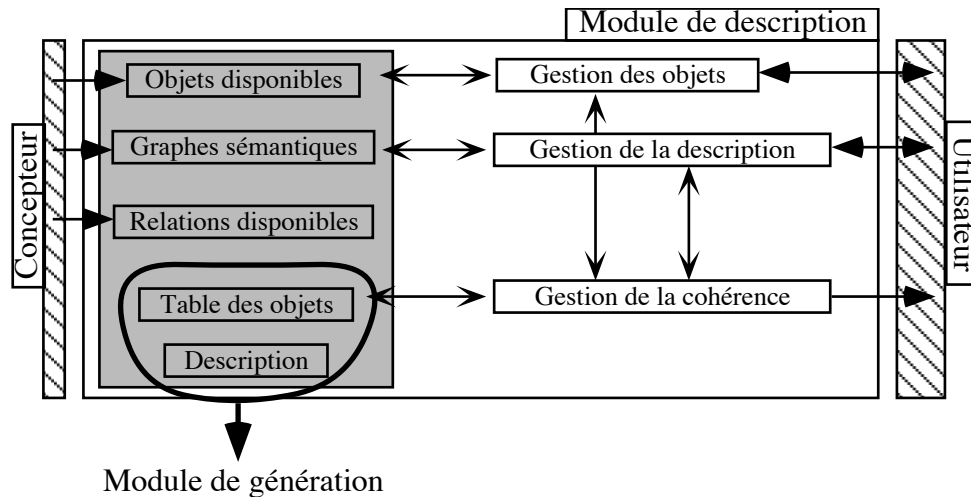 Module de description
Concepteur
Objets disponibles
Gestion des objets
Graphes sémantiques
Gestion de la description
Relations disponibles
Table des objets
Gestion de la cohérence
Description
Utilisateur
Module de génération